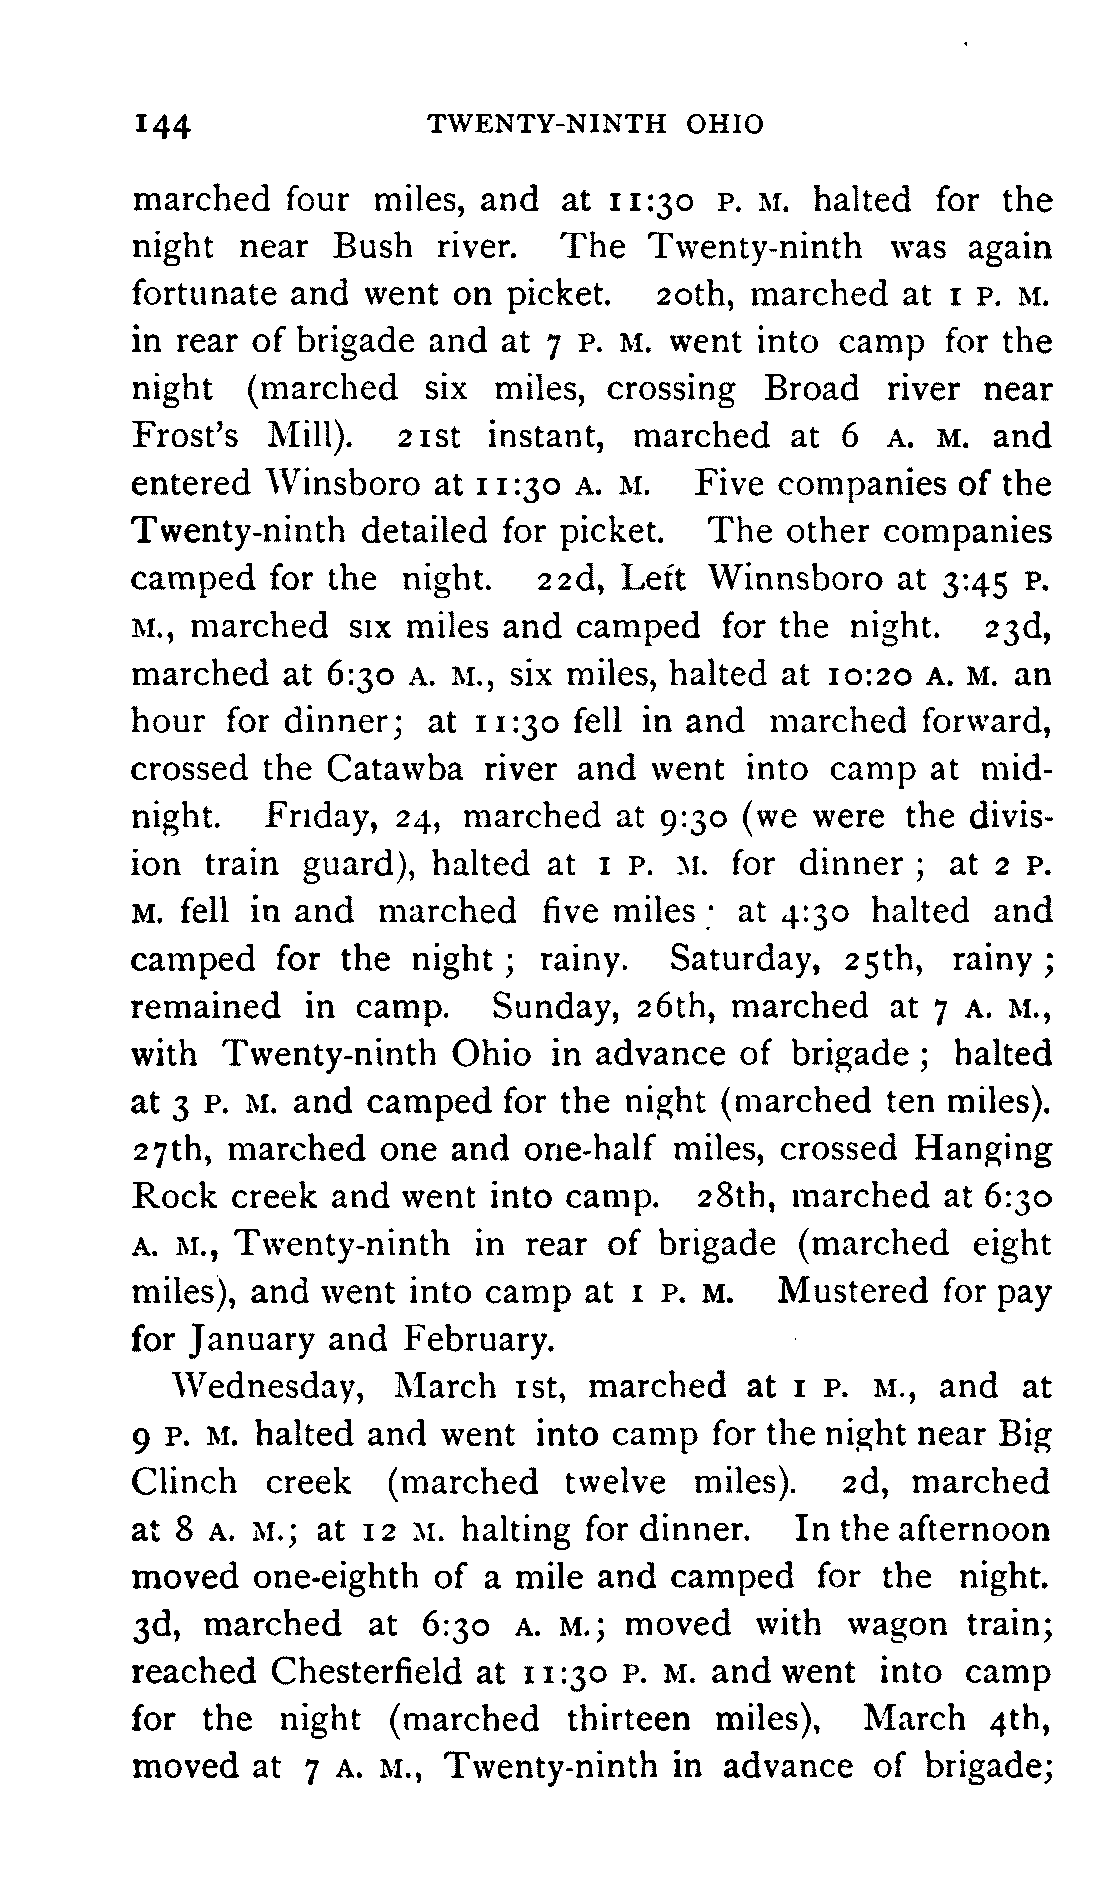 144 TWENTY-NINTH OHIO
marched four miles, and at 11:30 P. M. halted for the
night near Bush river. The Twenty-ninth was again
fortunate and went on picket. 20th, marched at 1 P. M.
in rear of brigade and at 7 P. M. went into camp for the
night (marched six miles, crossing Broad river near
Frost's Mill). 21st instant, marched at 6 A. M. and
entered Winsboro at 11:30 A. M. Five companies of the
Twenty-ninth detailed for picket. The other companies
camped for the night. 22d, Left Winnsboro at 3:45 P.
M., marched six miles and camped for the night. 23d,
marched at 6:30 A. M., six miles, halted at 10:20 A. M. an
hour for dinner; at 11:30 fell in and marched forward,
crossed the Catawba river and went into camp at mid-
night. Friday, 24, marched at 9:30 (we were the divis-
ion train guard), halted at 1 P. M. for dinner ; at 2 P.
M. fell in and marched five miles ; at 4:30 halted and
camped for the night ; rainy. Saturday, 25th, rainy ;
remained in camp. Sunday, 26th, marched at 7 A. M.,
with Twenty-ninth Ohio in advance of brigade ; halted
at 3 P. M. and camped for the night (marched ten miles).
27th, marched one and one-half miles, crossed Hanging
Rock creek and went into camp. 28th, marched at 6:30
A. M., Twenty-ninth in rear of brigade (marched eight
miles), and went into camp at 1 P. M. Mustered for pay
for January and February.
Wednesday, March 1st, marched at 1 P. M., and at
9 P. M. halted and went into camp for the night near Big
Clinch creek (marched twelve miles). 2d, marched
at 8 A. M.; at 12 M. halting for dinner. In the afternoon
moved one-eighth of a mile and camped for the night.
3d, marched at 6:30 A. M.; moved with wagon train;
reached Chesterfield at 11:30 P. M. and went into camp
for the night (marched thirteen miles), March 4th,
moved at 7 A. M., Twenty-ninth in advance of brigade;